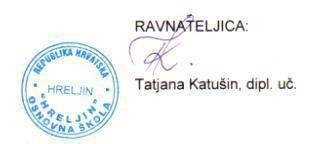 RAVNATELJICA:
Tatjana Katušin, dipl. uč.
REPUBLIKA HRVATSKA
HRELJIN
"HRELJIN"
OSNOVNA ŠKOLA